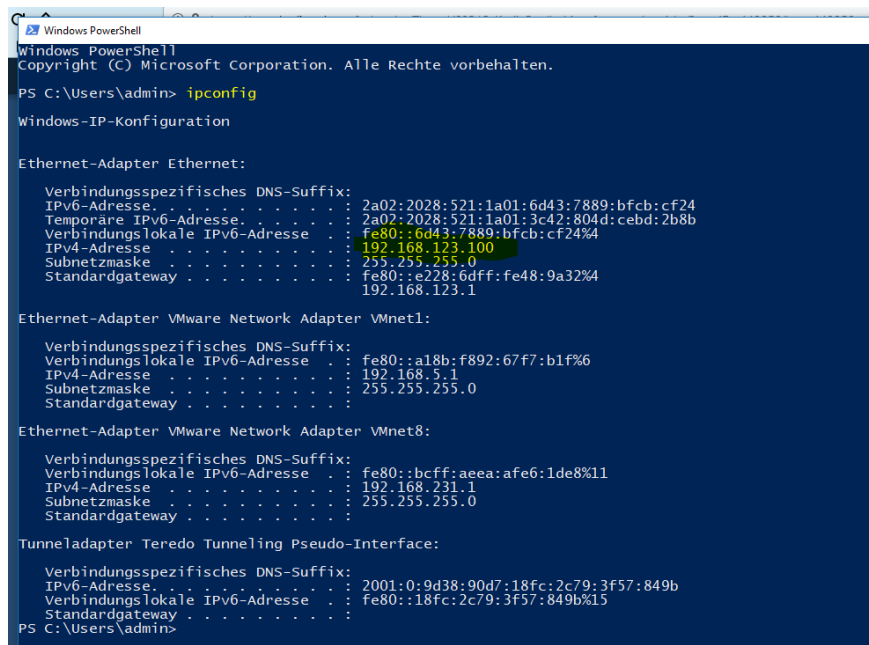 Windows PowerShell
Windows PowerShell
Copyright (C) Microsoft Corporation. Alle Rechte vorbehalten.
PS C:\Users\admin> ipconfig
Windows-IP-Konfiguration
Ethernet-Adapter Ethernet:
Verbindungsspezifisches DNS-Suffix:
IPv6-Adresse. . . . . . . . . . . : 2a02:2028:521:1a01:6d43:7889:bfcb:cf24
Temporäre IPv6-Adresse. . . . . . : 2a02:2028:521:1a01:3c42:804d:cebd:2b8b
Verbindungslokale IPv6-Adresse  . : fe80::6d43:7889:bfcb:cf24%4
IPv4-Adresse  . . . . . . . . . . : 192.168.123.100
Subnetzmaske  . . . . . . . . . . : 255.255.255.0
Standardgateway . . . . . . . . . : fe80::e228:6dff:fe48:9a32%4
192.168.123.1
Ethernet-Adapter VMware Network Adapter VMnet1:
Verbindungsspezifisches DNS-Suffix:
Verbindungslokale IPv6-Adresse  . : fe80::a18b:f892:67f7:b1f%6
IPv4-Adresse  . . . . . . . . . . : 192.168.5.1
Subnetzmaske  . . . . . . . . . . : 255.255.255.0
Standardgateway . . . . . . . . . :
Ethernet-Adapter VMware Network Adapter VMnet8:
Verbindungsspezifisches DNS-Suffix:
Verbindungslokale IPv6-Adresse  . : fe80::bcff:aeea:afe6:1de8%11
IPv4-Adresse  . . . . . . . . . . : 192.168.231.1
Subnetzmaske  . . . . . . . . . . : 255.255.255.0
Standardgateway . . . . . . . . . :
Tunneladapter Teredo Tunneling Pseudo-Interface:
Verbindungsspezifisches DNS-Suffix:
IPv6-Adresse. . . . . . . . . . . : 2001:0:9d38:90d7:18fc:2c79:3f57:849b
Verbindungslokale IPv6-Adresse  . : fe80::18fc:2c79:3f57:849b%15
Standardgateway . . . . . . . . . :
PS C:\Users\admin>